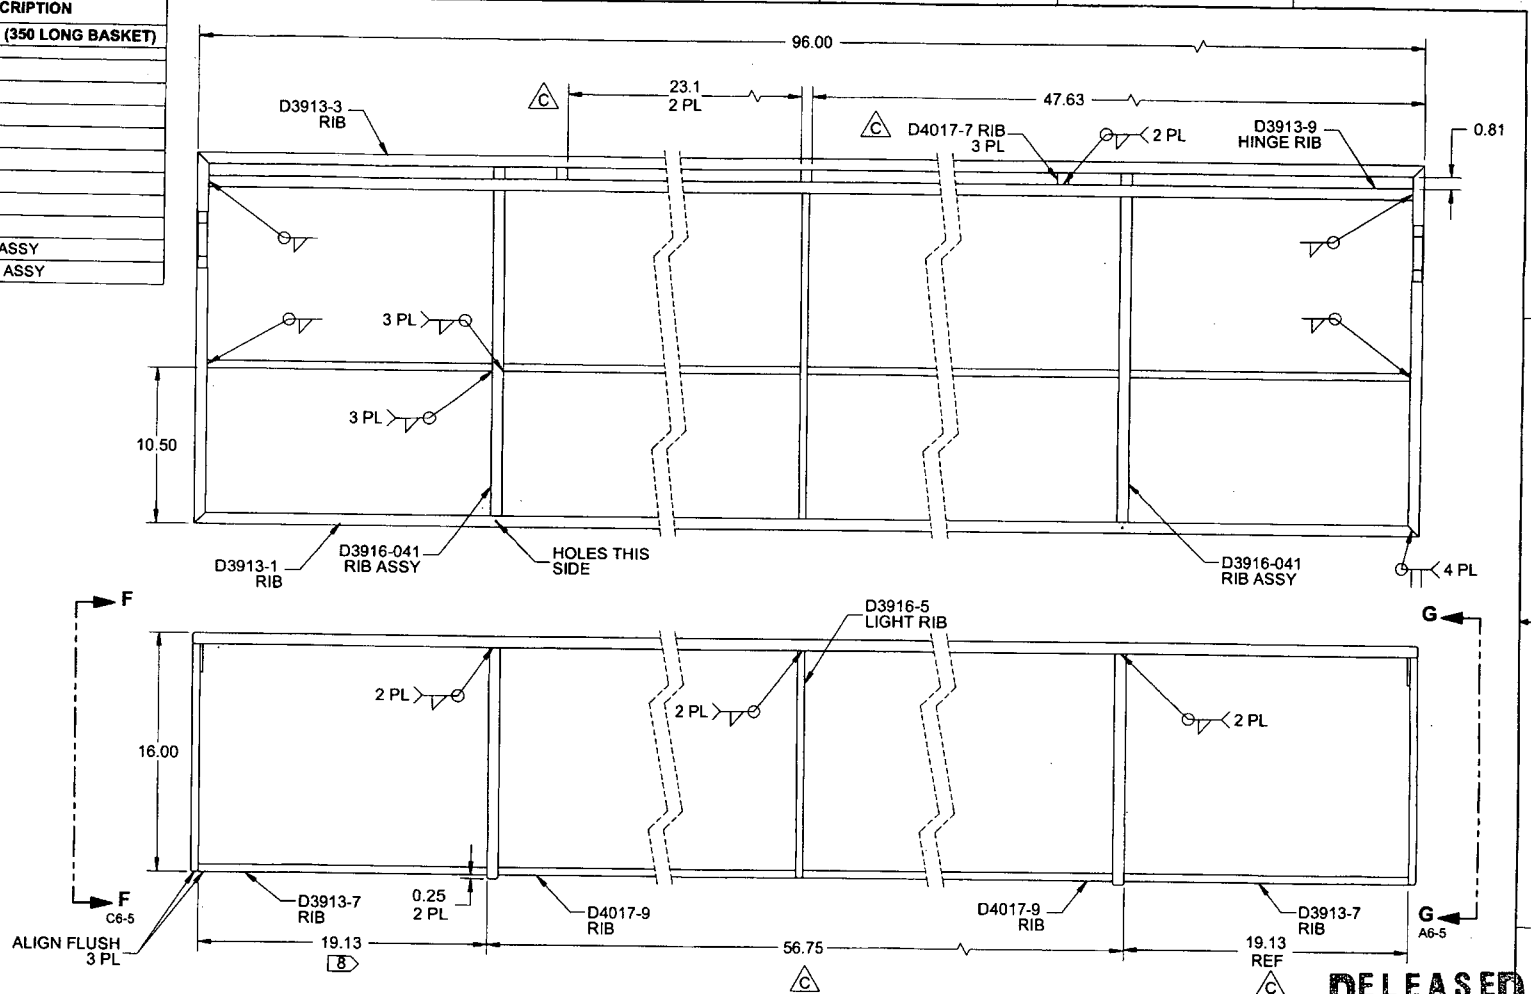 CRIPTION
(350 LONG BASKET)
ASSY
ASSY
96.00
C
23.1
2 PL
47.63
D3913-3
RIB
C
D4017-7 RIB
3 PL
2 PL
D3913-9
HINGE RIB
0.81
3 PL
3 PL
10.50
D3913-1
RIB
D3916-041
RIB ASSY
HOLES THIS
SIDE
D3916-041
RIB ASSY
4 PL
F
D3916-5
LIGHT RIB
G
2 PL
2 PL
2 PL
16.00
F
C6-5
D3913-7
RIB
0.25
2 PL
D4017-9
RIB
D4017-9
RIB
D3913-7
RIB
G
A6-5
ALIGN FLUSH
3 PL
19.13
8
56.75
C
19.13
REF
C
RELEASED